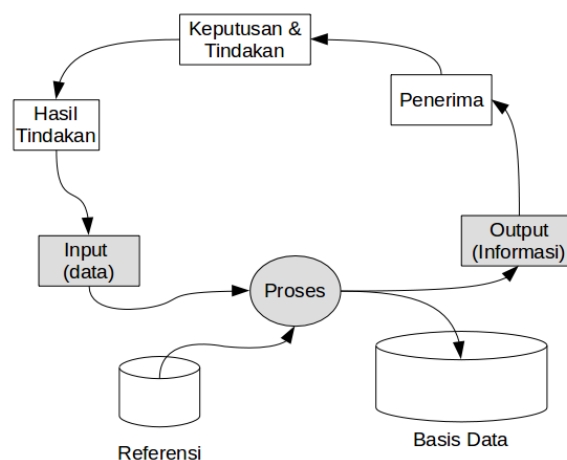 Keputusan &
Tindakan
Penerima
Hasil
Tindakan
Output
(Informasi)
Input
(data)
Proses
Referensi
Basis Data